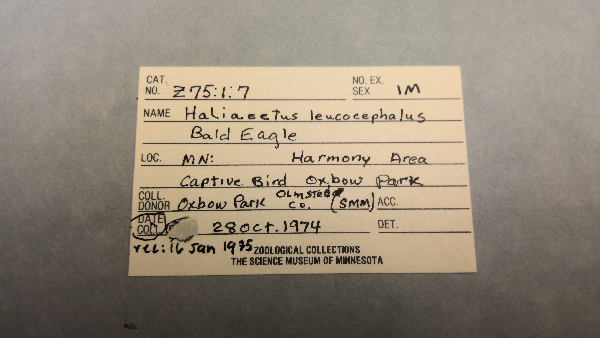 CAT. NO. Z75:1:7 NO. EX. SEX 1M
NAME Haliaeetus leucocephalus
Bald Eagle
LOC. MN: Harmony Area
Captive Bird Oxbow Park
COLL. DONOR Oxbow Park Olmsted Co. (SMM) ACC.
DATE COLL. 28 Oct. 1974 DET.
rec: 16 Jan 1975 ZOOLOGICAL COLLECTIONS
THE SCIENCE MUSEUM OF MINNESOTA